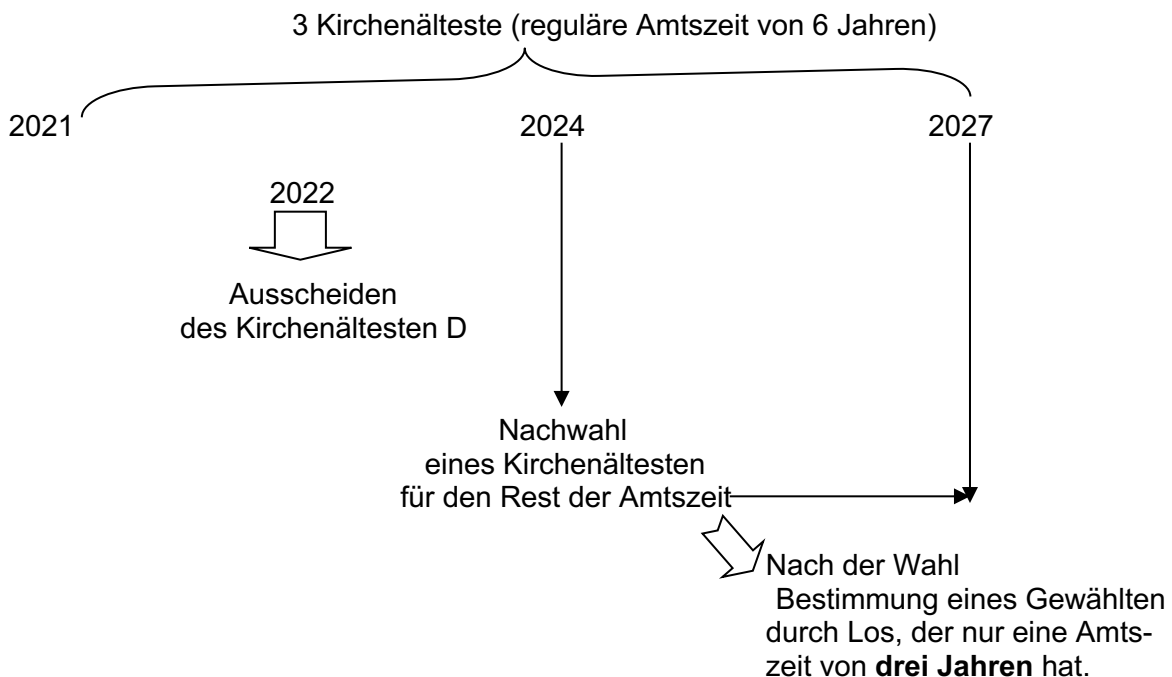 3 Kirchenälteste (reguläre Amtszeit von 6 Jahren)
2021 2024 2027
2022
Ausscheiden
des Kirchenältesten D
Nachwahl
eines Kirchenältesten
für den Rest der Amtszeit
Nach der Wahl
Bestimmung eines Gewählten
durch Los, der nur eine Amts-
zeit von drei Jahren hat.